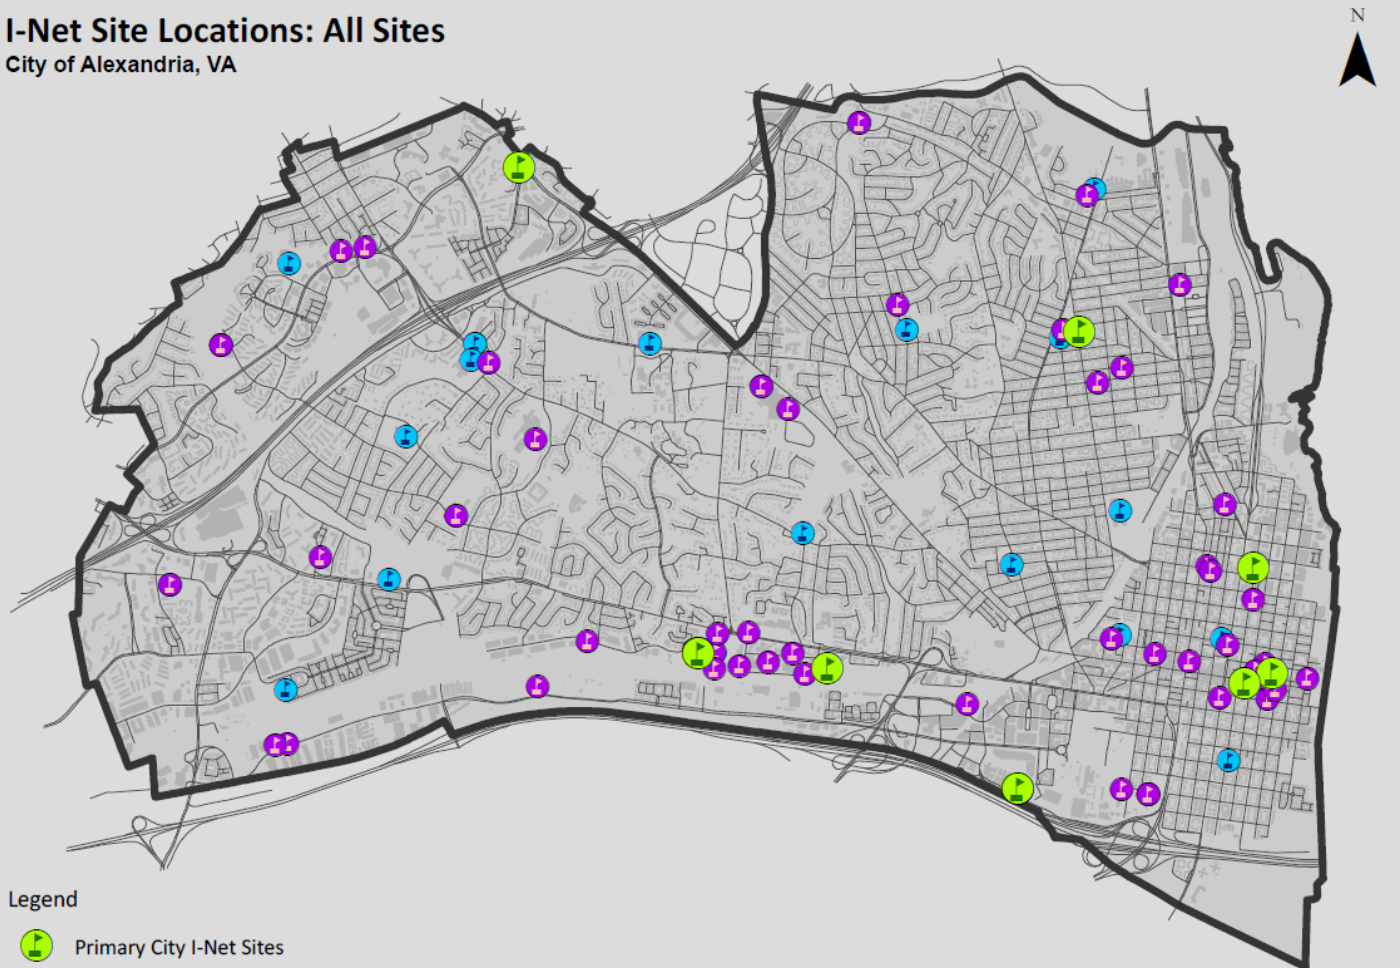 I-Net Site Locations: All Sites
City of Alexandria, VA
N
Legend
Primary City I-Net Sites